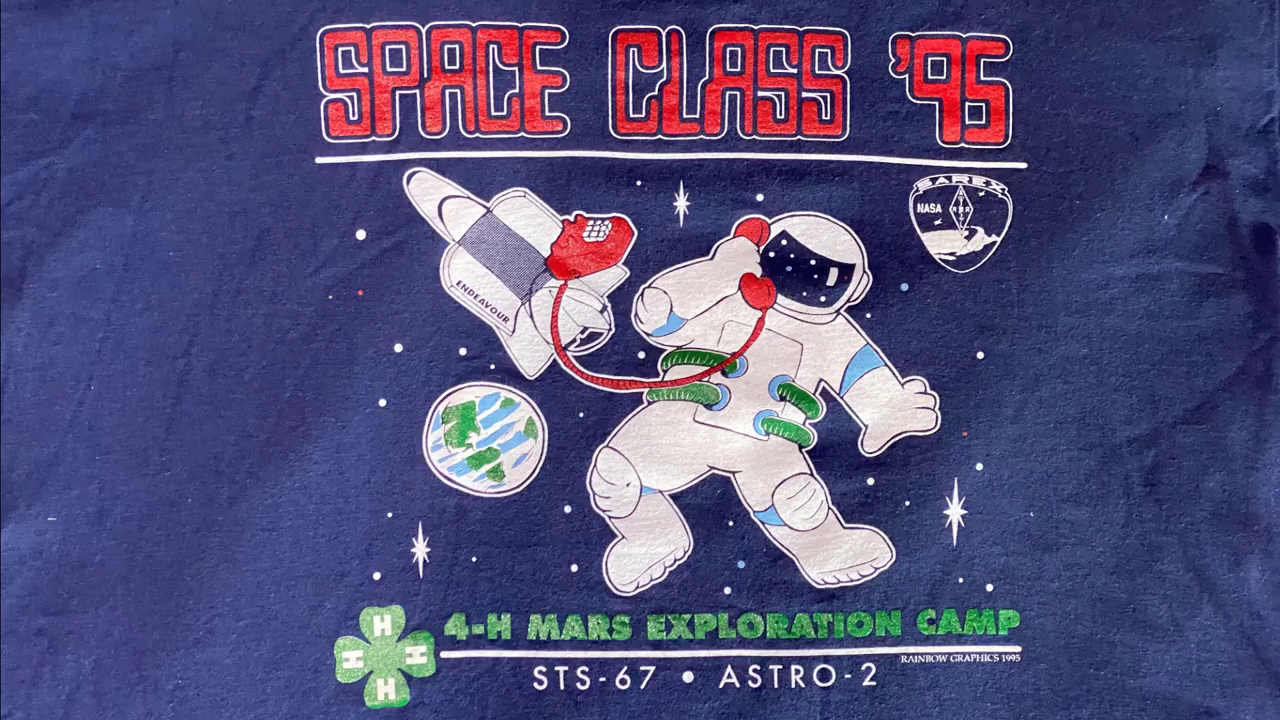 SPACE CLASS '95
SAREX
NASA
ENDEAVOUR
H
H H
H
4-H MARS EXPLORATION CAMP
RAINBOW GRAPHICS 1995
STS-67 • ASTRO-2